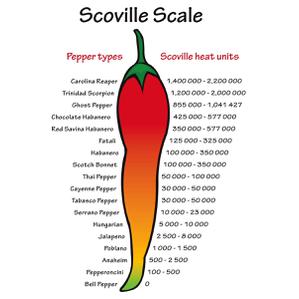 Scoville Scale
Pepper types Scoville heat units
Carolina Reaper 1,400 000 - 2,200 000
Trinidad Scorpion 1,200 000 - 2,000 000
Ghost Pepper 855 000 - 1,041 427
Chocolate Habanero 425 000 - 577 000
Red Savina Habanero 350 000 - 577 000
Fatali 125 000 - 325 000
Habanero 100 000 - 350 000
Scotch Bonnet 100 000 - 350 000
Thai Pepper 50 000 - 100 000
Cayenne Pepper 30 000 - 50 000
Tabasco Pepper 30 000 - 50 000
Serrano Pepper 10 000 - 23 000
Hungarian 5 000 - 10 000
Jalapeno 2 500 - 8 000
Poblano 1 000 - 1 500
Anaheim 500 - 2 500
Pepperoncini 100 - 500
Bell Pepper 0